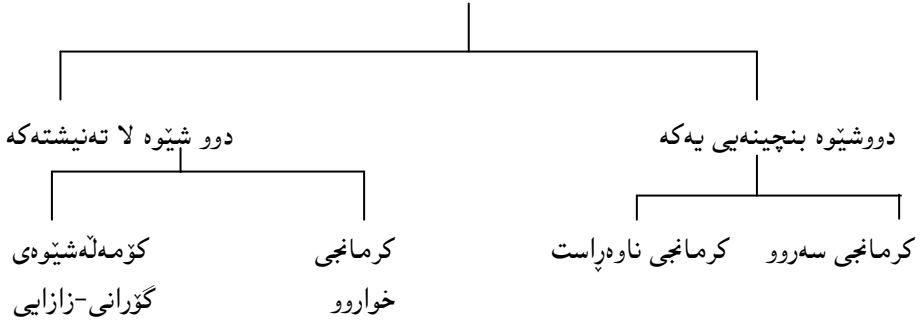 دووشێوە بنچینەیی یەکە
دوو شێوە لا تەنیشتەکە
کرمانجی سەروو
کرمانجی ناوەڕاست
کرمانجی
خواروو
کۆمەڵەشێوەی
گۆرانی-زازایی